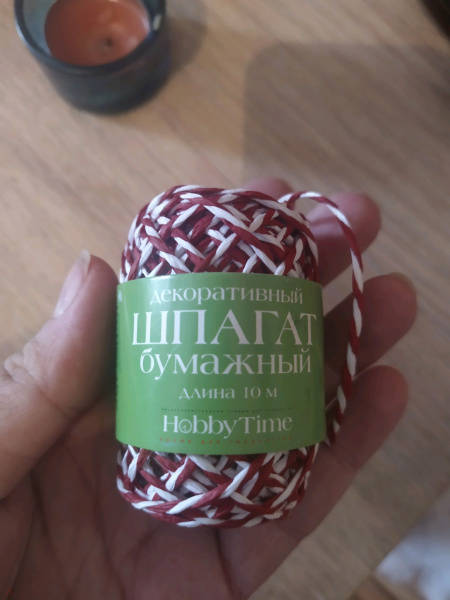 декоративный
ШПАГАТ
бумажный
длина 10 м
HobbyTime